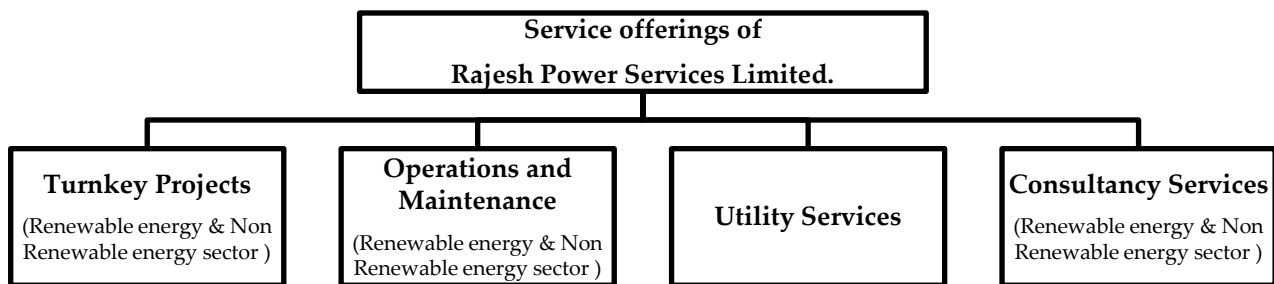 Service offerings of
Rajesh Power Services Limited.
Turnkey Projects
(Renewable energy & Non
Renewable energy sector )
Operations and
Maintenance
(Renewable energy & Non
Renewable energy sector )
Utility Services
Consultancy Services
(Renewable energy & Non
Renewable energy sector )